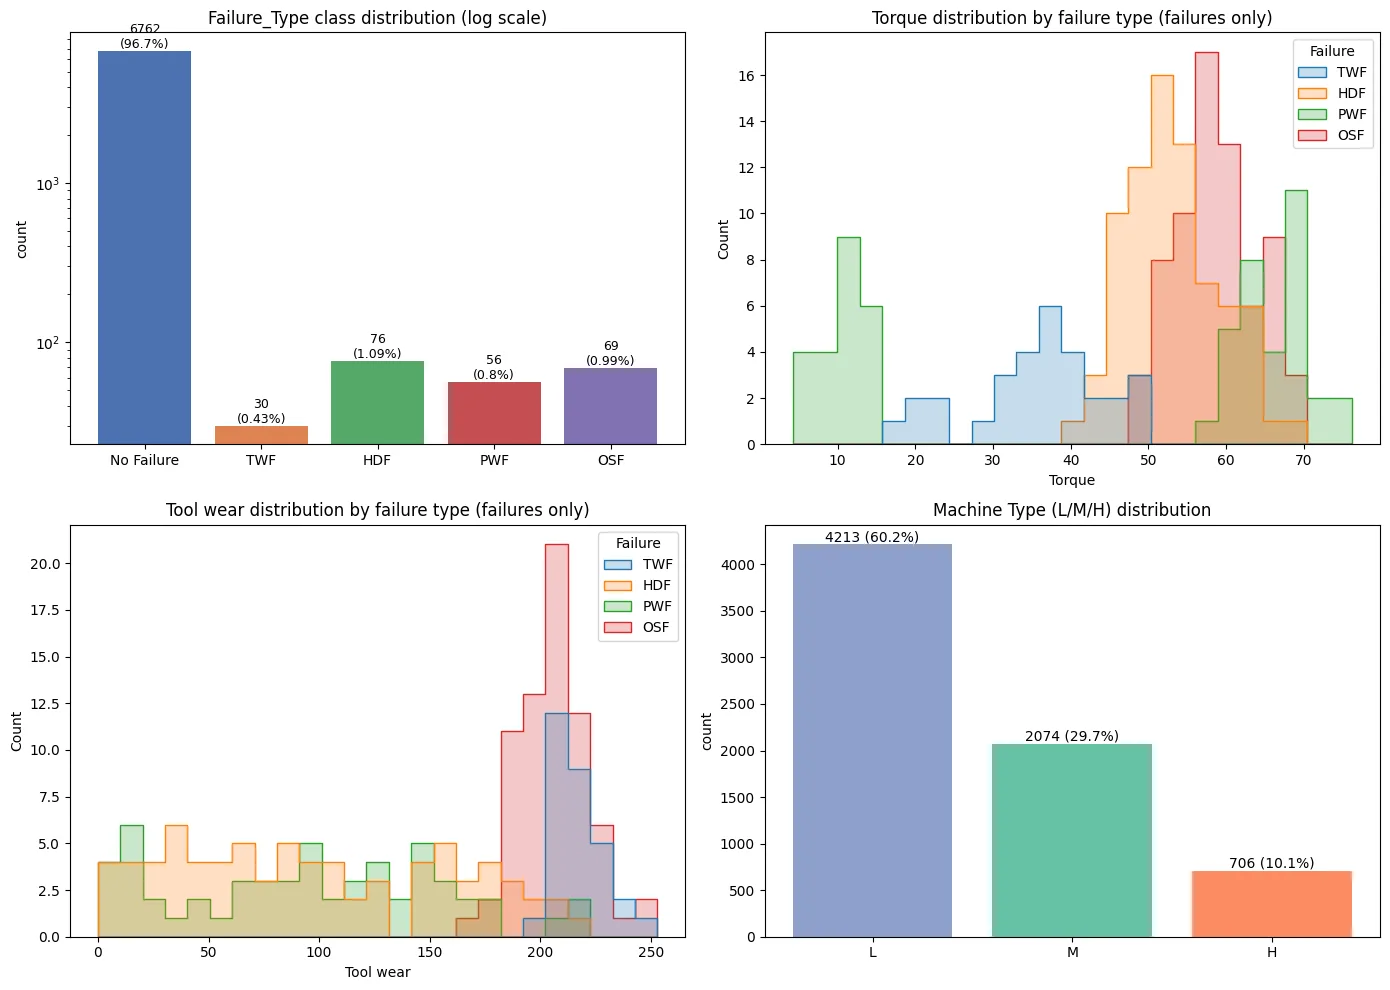 Failure_Type class distribution (log scale)
count
10³
10²
6762
(96.7%)
30
(0.43%)
76
(1.09%)
56
(0.8%)
69
(0.99%)
No Failure TWF HDF PWF OSF
Torque distribution by failure type (failures only)
Count
16
14
12
10
8
6
4
2
0
Failure
TWF
HDF
PWF
OSF
10 20 30 40 50 60 70
Torque
Tool wear distribution by failure type (failures only)
Count
20.0
17.5
15.0
12.5
10.0
7.5
5.0
2.5
0.0
Failure
TWF
HDF
PWF
OSF
0 50 100 150 200 250
Tool wear
Machine Type (L/M/H) distribution
count
4000
3500
3000
2500
2000
1500
1000
500
0
4213 (60.2%)
2074 (29.7%)
706 (10.1%)
L M H